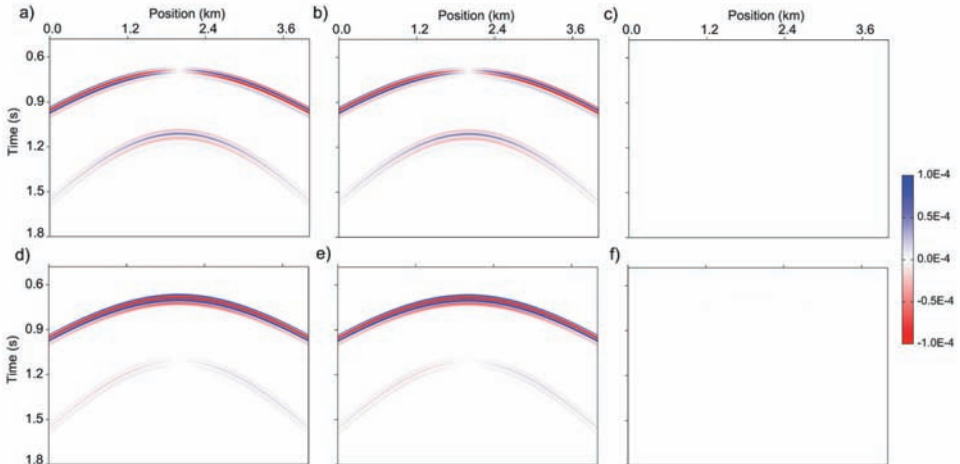 a) Position (km) b) Position (km) c) Position (km)
0.0 1.2 2.4 3.6 0.0 1.2 2.4 3.6 0.0 1.2 2.4 3.6
0.6
0.9
1.2
1.5
1.8
Time (s)
1.0E-4
0.5E-4
0.0E-4
-0.5E-4
-1.0E-4
d) e) f)
0.6
0.9
1.2
1.5
1.8
Time (s)